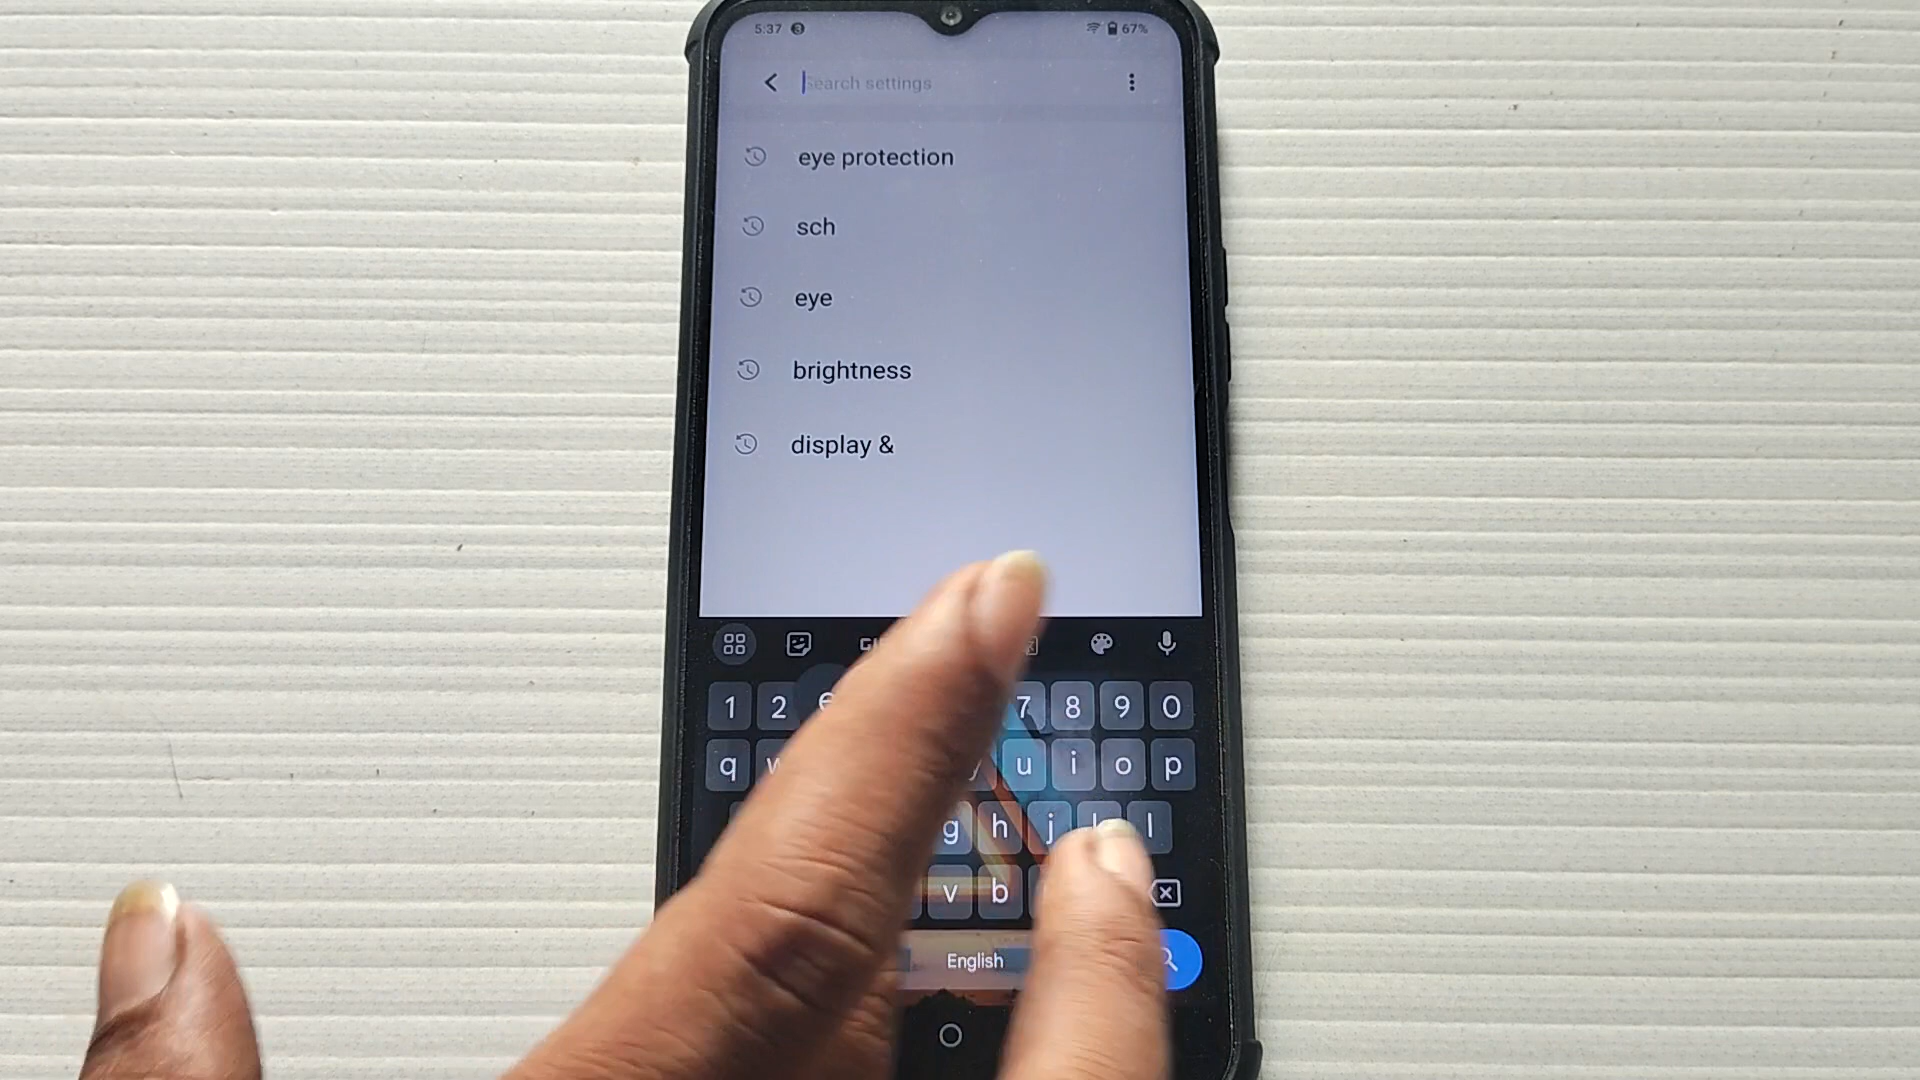 5:37 67%
Search settings
eye protection
sch
eye
brightness
display &
1 2 7 8 9 0
q u i o p
g h j l
v b
English